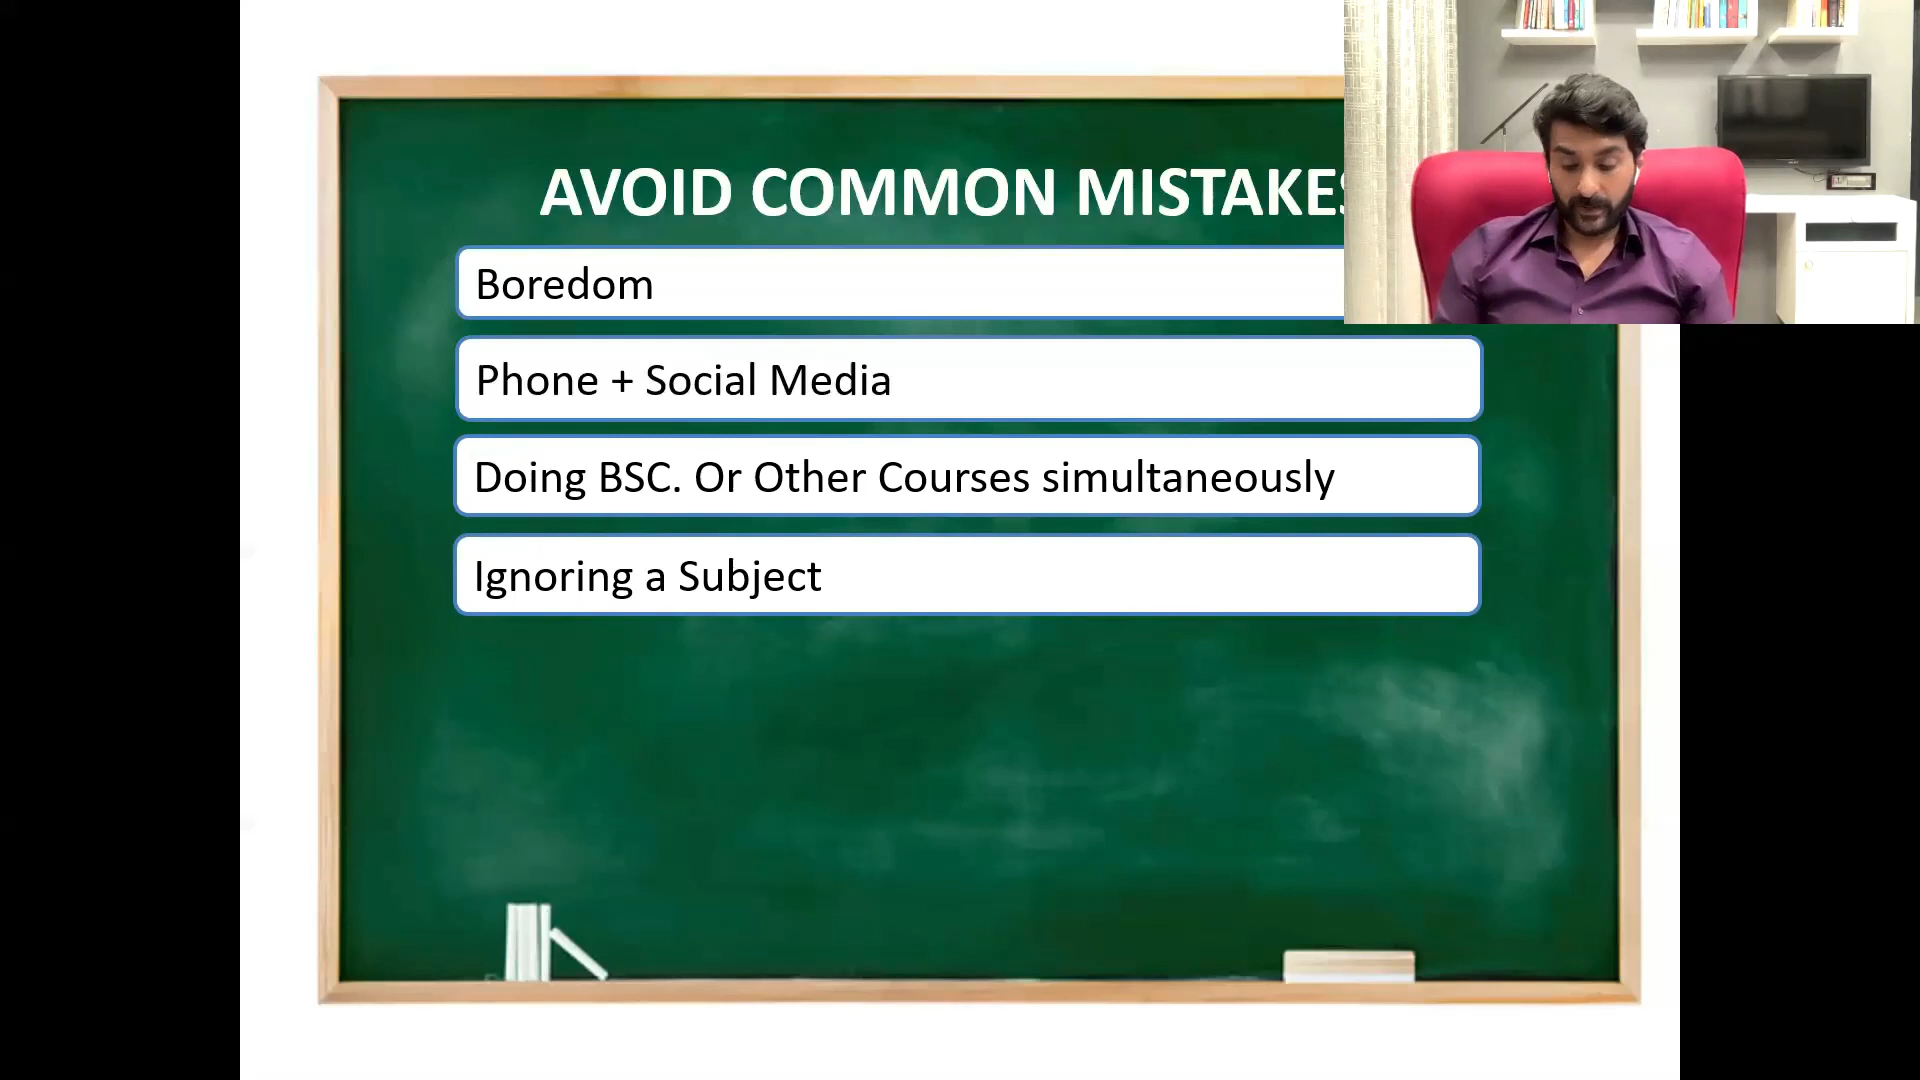 AVOID COMMON MISTAKES
Boredom
Phone + Social Media
Doing BSC. Or Other Courses simultaneously
Ignoring a Subject